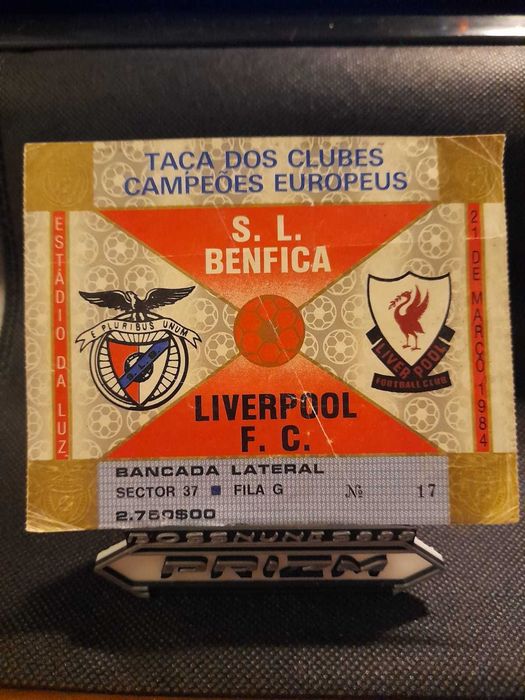 TAÇA DOS CLUBES
CAMPEÕES EUROPEUS
S. L.
BENFICA
ESTÁDIO DA LUZ
21 DE MARÇO 1984
E PLURIBUS UNUM
S.L.B.
LIVERPOOL
FOOTBALL CLUB
LIVERPOOL
F. C.
BANCADA LATERAL
SECTOR 37 FILA G Nº 17
2.750$00
PRIZM